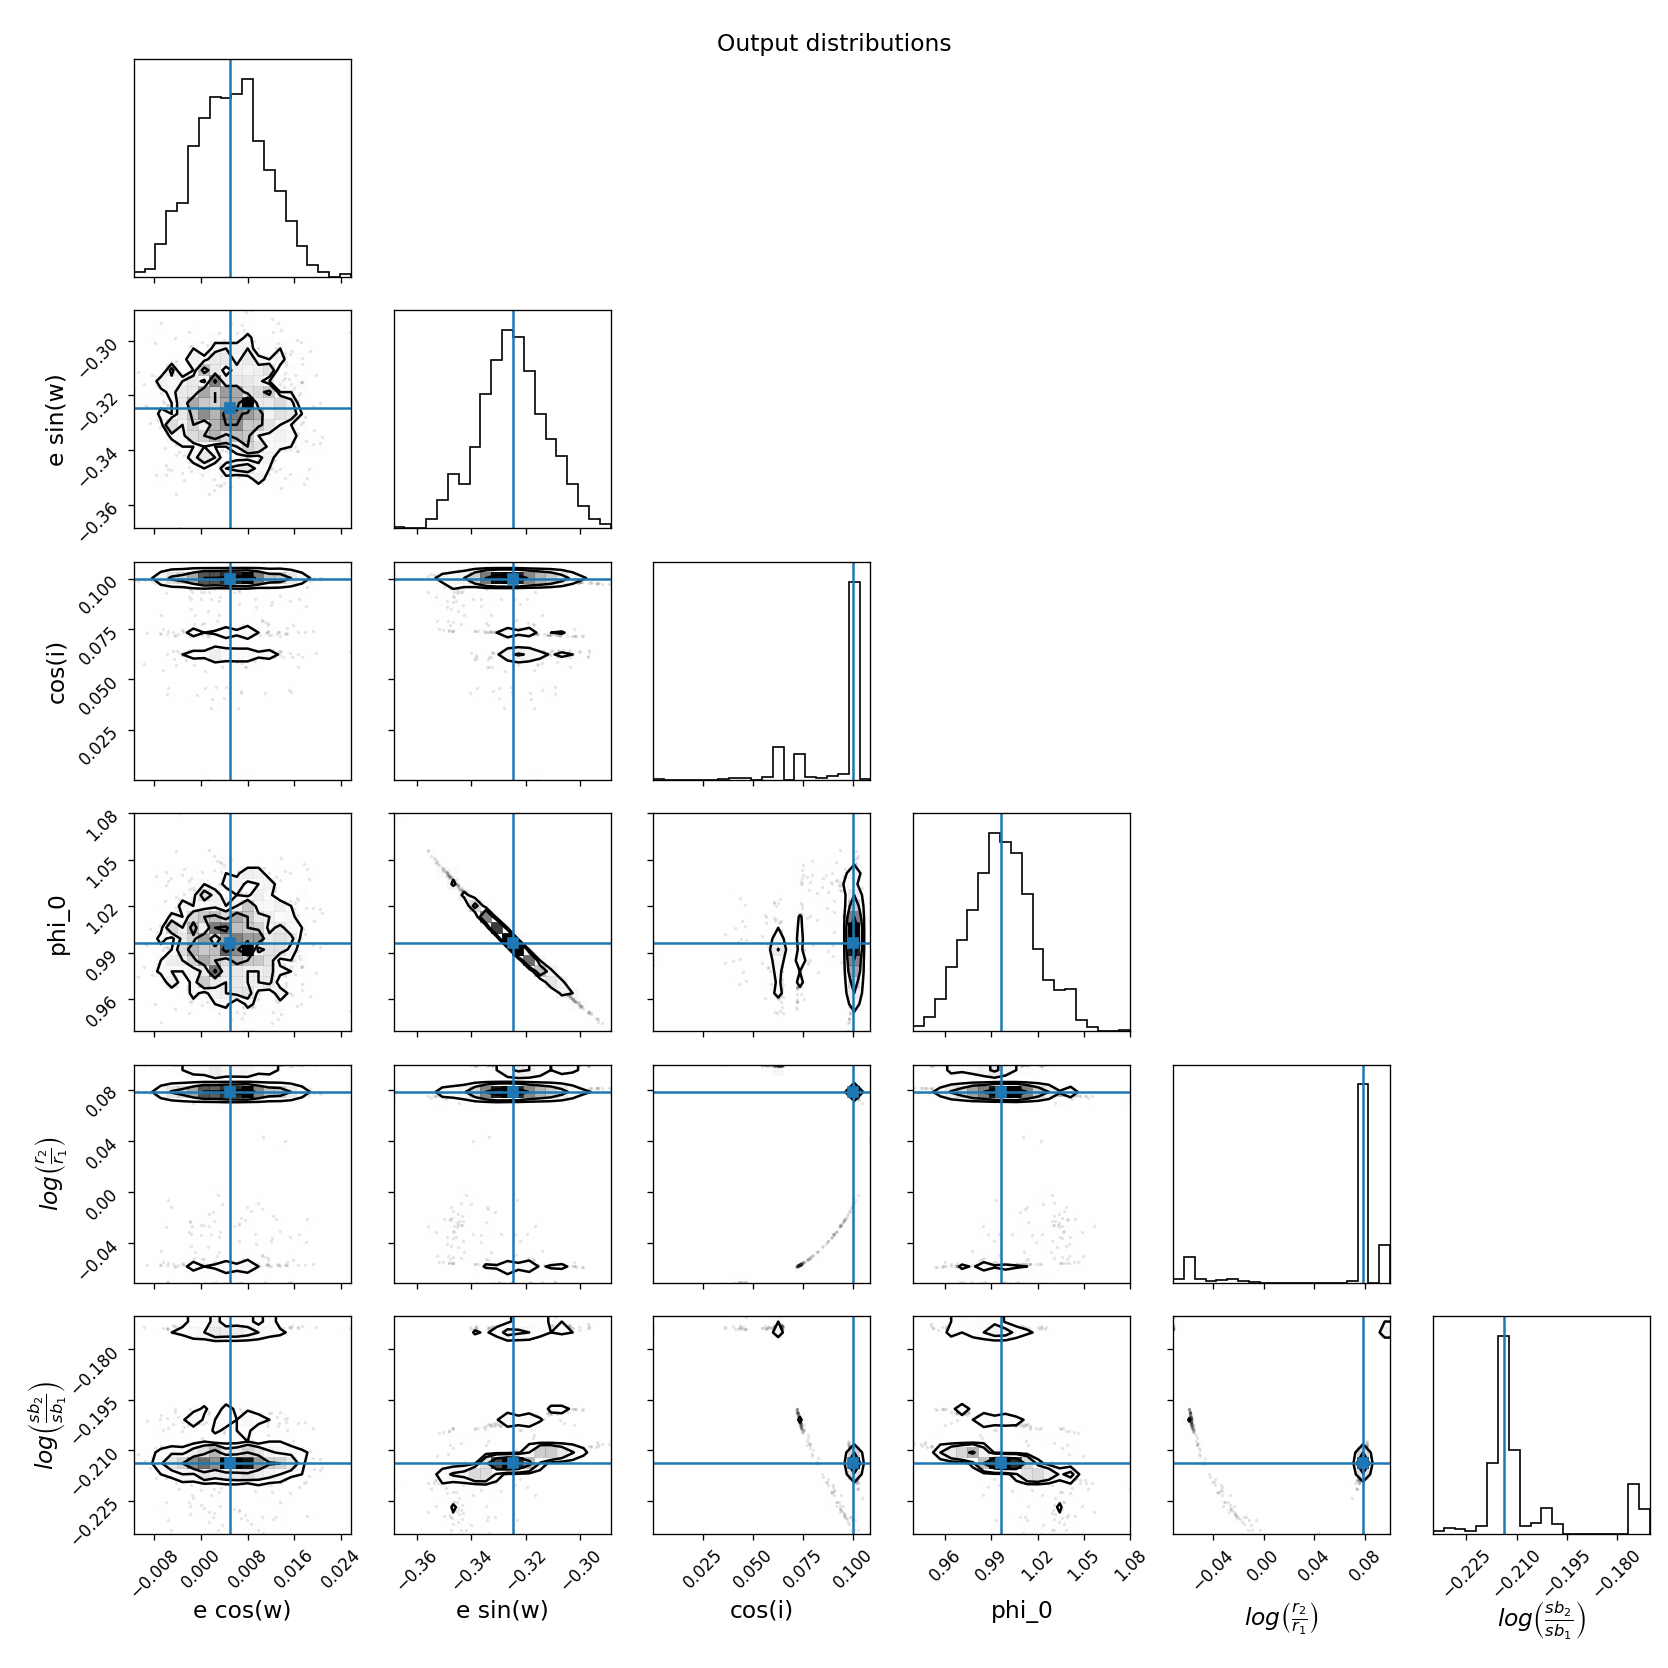 Output distributions
e sin(w)
−0.30
−0.32
−0.34
−0.36
cos(i)
0.100
0.075
0.050
0.025
phi_0
1.08
1.05
1.02
0.99
0.96
log(r₂/r₁)
0.08
0.04
0.00
−0.04
log(sb₂/sb₁)
−0.180
−0.195
−0.210
−0.225
−0.008 0.000 0.008 0.016 0.024 −0.36 −0.34 −0.32 −0.30 0.025 0.050 0.075 0.100 0.96 0.99 1.02 1.05 1.08 −0.04 0.00 0.04 0.08 −0.225 −0.210 −0.195 −0.180
e cos(w) e sin(w) cos(i) phi_0 log(r₂/r₁) log(sb₂/sb₁)